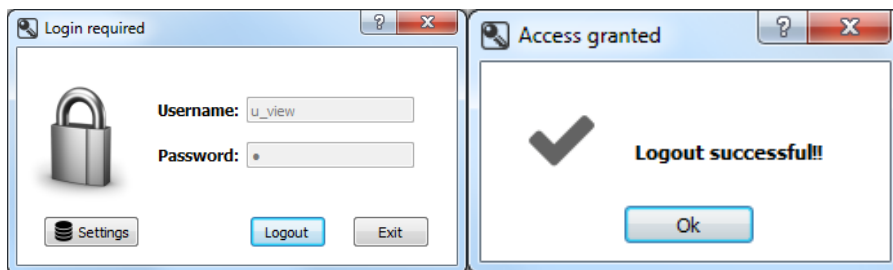 Login required
Username: u_view
Password: •
Settings Logout Exit
Access granted
Logout successful!!
Ok